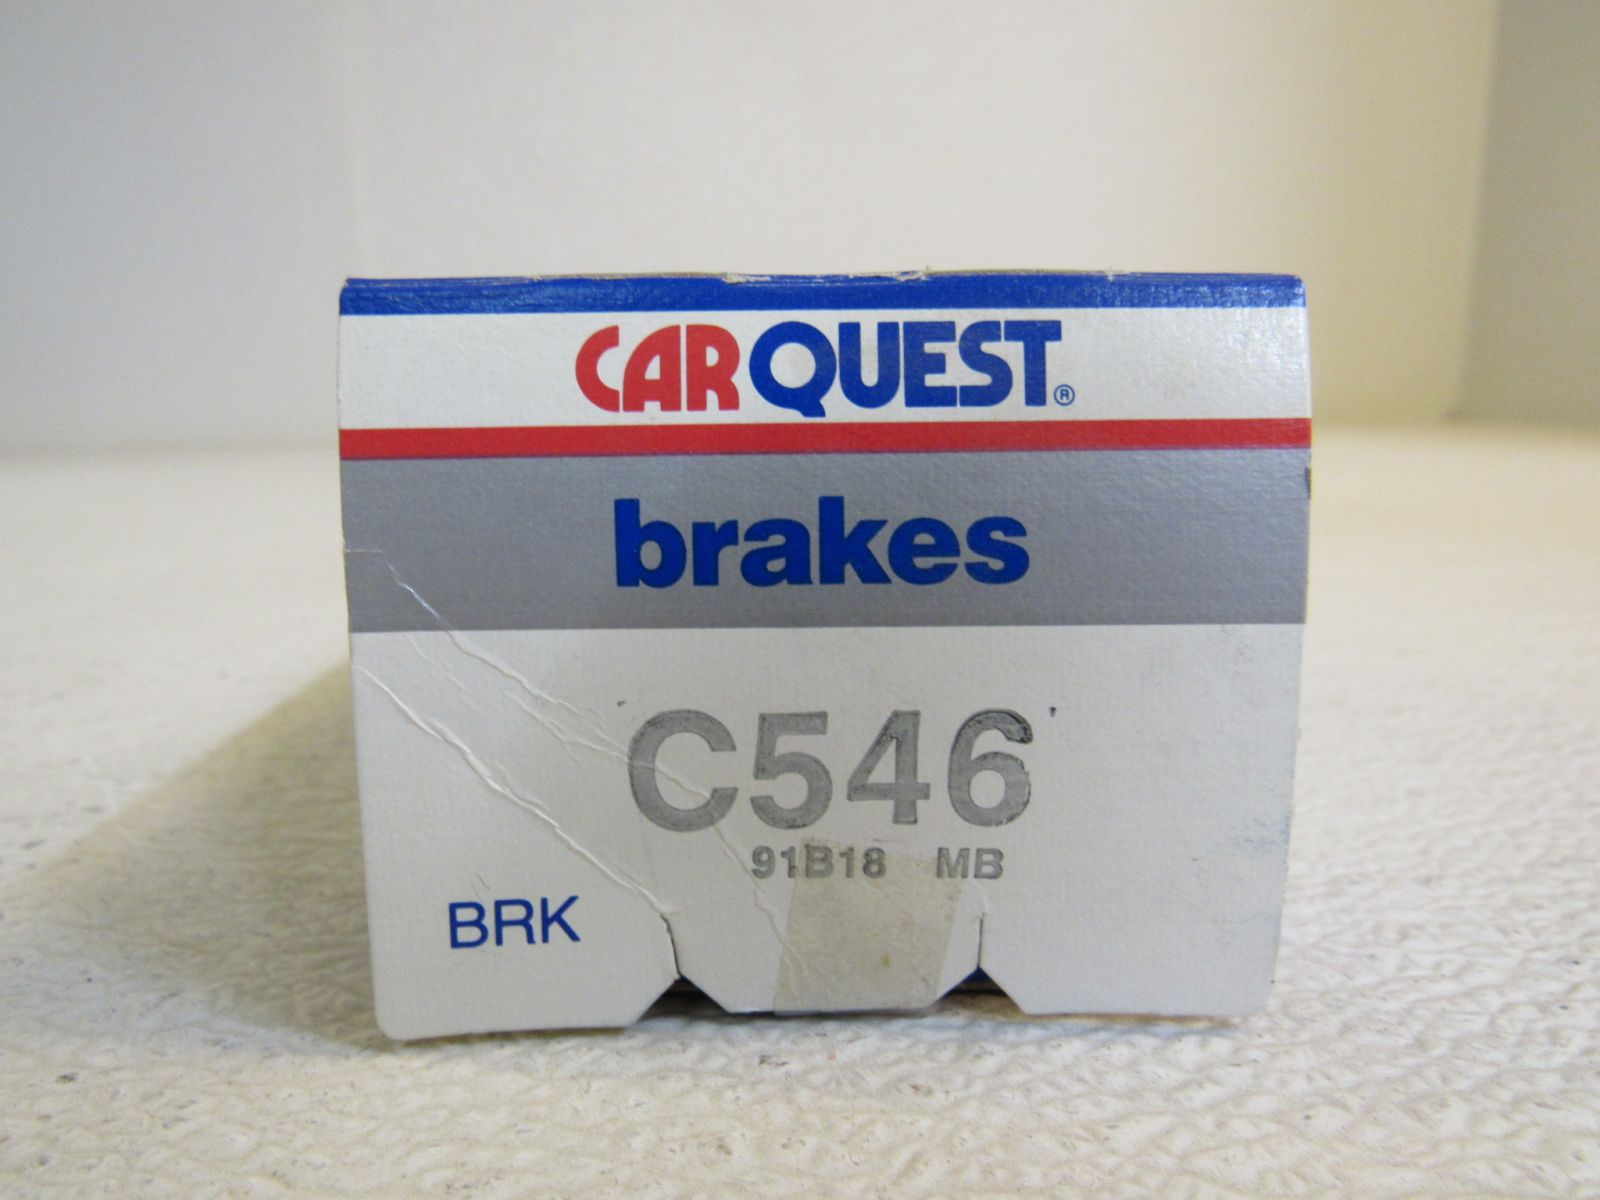 CARQUEST®
brakes
C546
91B18 MB
BRK